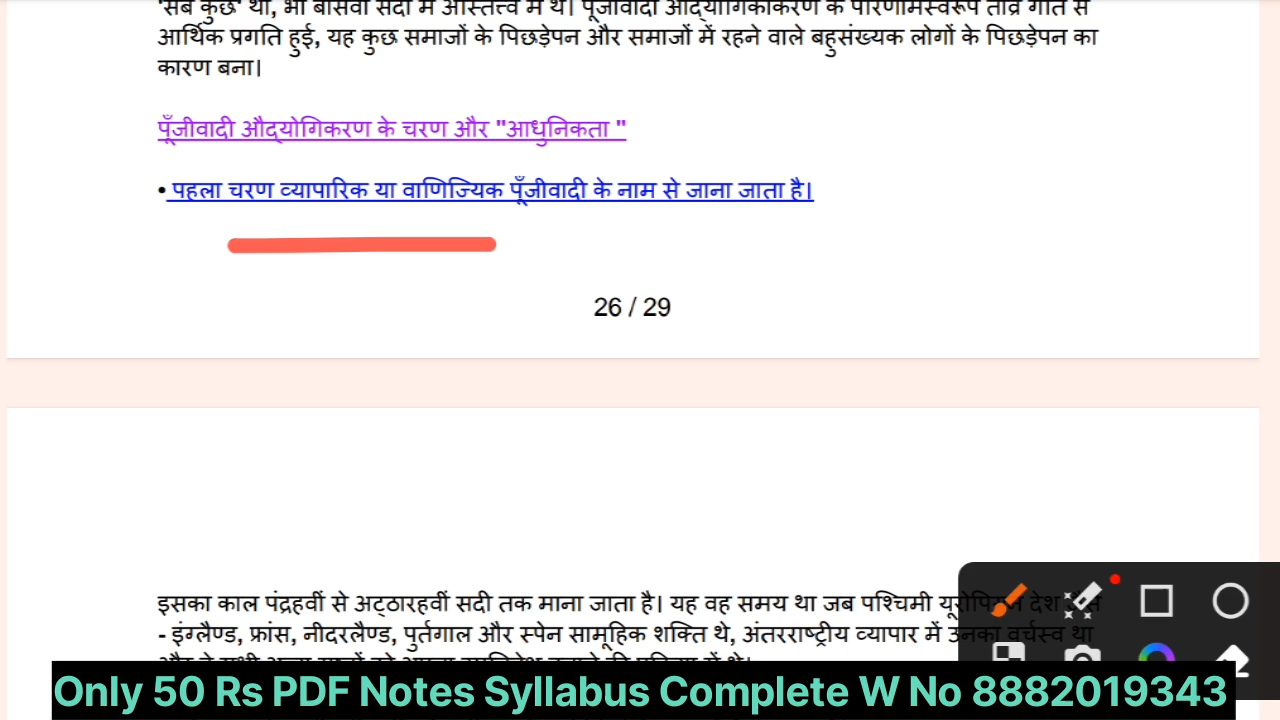 'सब कुछ' था, भी बीसवीं सदी में अस्तित्त्व में थे। पूँजीवादी औद्योगिकीकरण के परिणामस्वरूप तीव्र गति से
आर्थिक प्रगति हुई, यह कुछ समाजों के पिछड़ेपन और समाजों में रहने वाले बहुसंख्यक लोगों के पिछड़ेपन का
कारण बना।
पूँजीवादी औद्योगिकरण के चरण और "आधुनिकता "
• पहला चरण व्यापारिक या वाणिज्यिक पूँजीवादी के नाम से जाना जाता है।
26 / 29
इसका काल पंद्रहवीं से अट्ठारहवीं सदी तक माना जाता है। यह वह समय था जब पश्चिमी यूरोपियन देश
- इंग्लैण्ड, फ्रांस, नीदरलैण्ड, पुर्तगाल और स्पेन सामूहिक शक्ति थे, अंतरराष्ट्रीय व्यापार में उनका वर्चस्व था
Only 50 Rs PDF Notes Syllabus Complete W No 8882019343